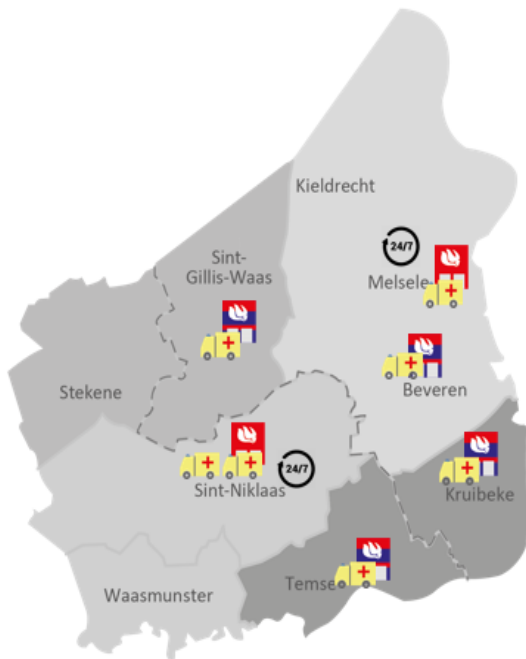 Kieldrecht
Sint-
Gillis-Waas
24/7
Melsele
Stekene
Beveren
Sint-Niklaas
24/7
Kruibeke
Temse
Waasmunster